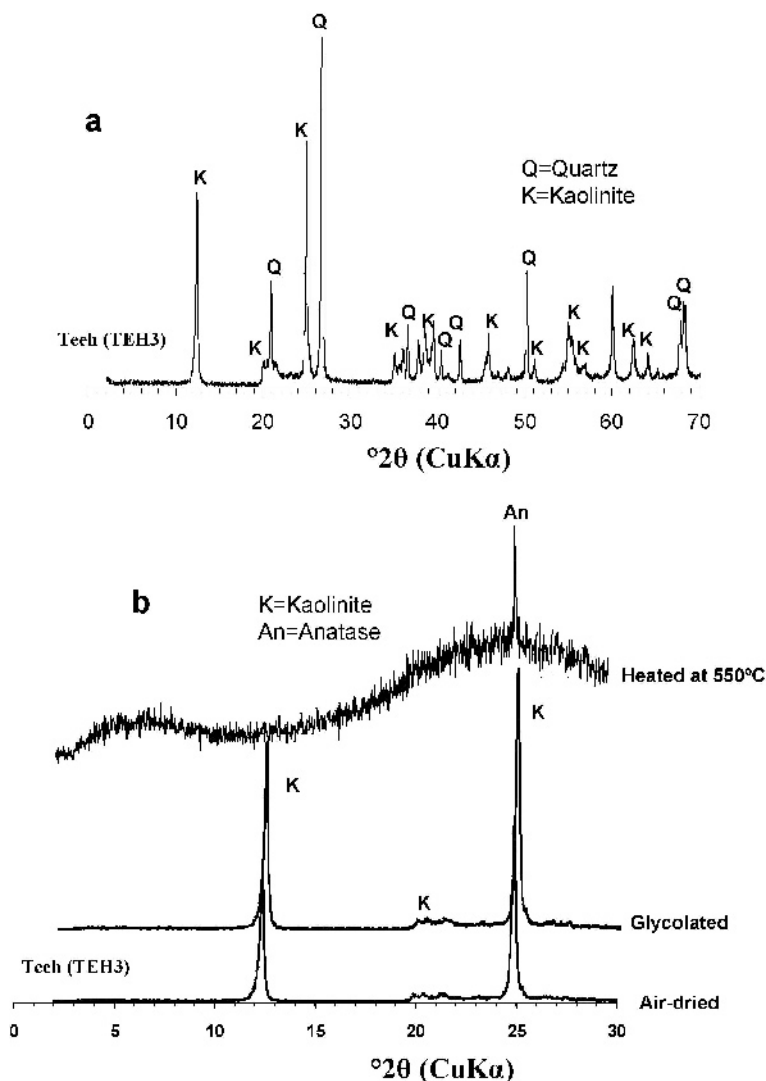 Q
a
K
K
Q=Quartz
K=Kaolinite
Q
Q
Q
Q
Teeh (TEH3)
K
K
Q
K
Q
Q
K
K
K
K
K
K
0 10 20 30 40 50 60 70
°2θ (CuKα)
An
b
K=Kaolinite
An=Anatase
Heated at 550°C
K
K
K
Glycolated
Teeh (TEH3)
Air-dried
0 5 10 15 20 25 30
°2θ (CuKα)